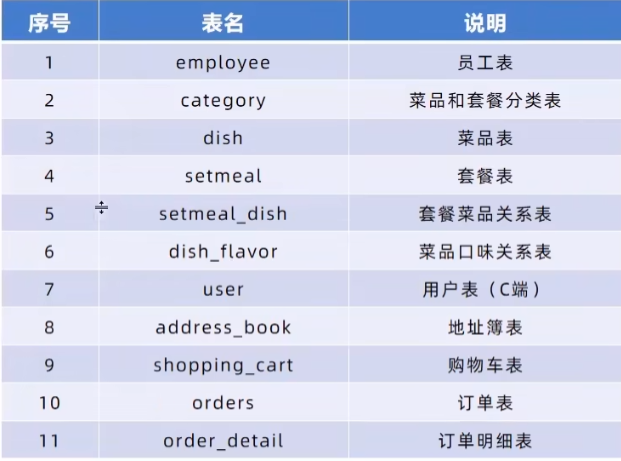 序号 表名 说明
1 employee 员工表
2 category 菜品和套餐分类表
3 dish 菜品表
4 setmeal 套餐表
5 setmeal_dish 套餐菜品关系表
6 dish_flavor 菜品口味关系表
7 user 用户表（C端）
8 address_book 地址簿表
9 shopping_cart 购物车表
10 orders 订单表
11 order_detail 订单明细表